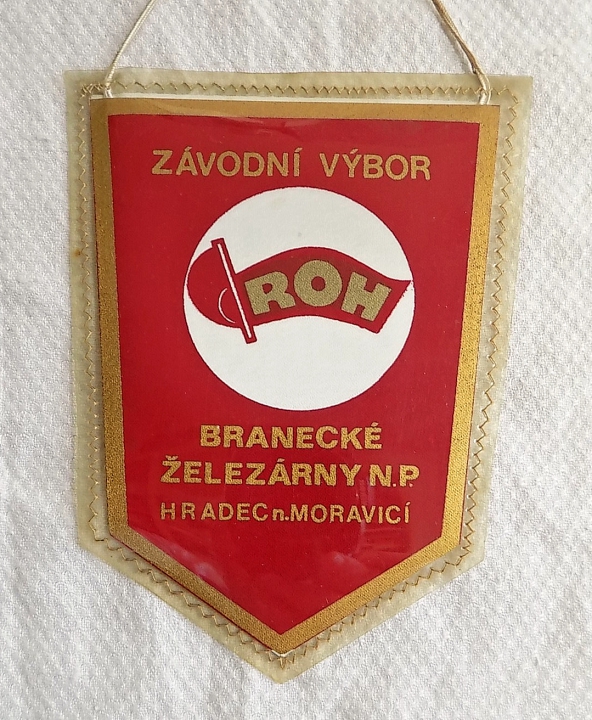 ZÁVODNÍ VÝBOR
ROH
BRANECKÉ
ŽELEZÁRNY N.P.
HRADEC n. MORAVICÍ